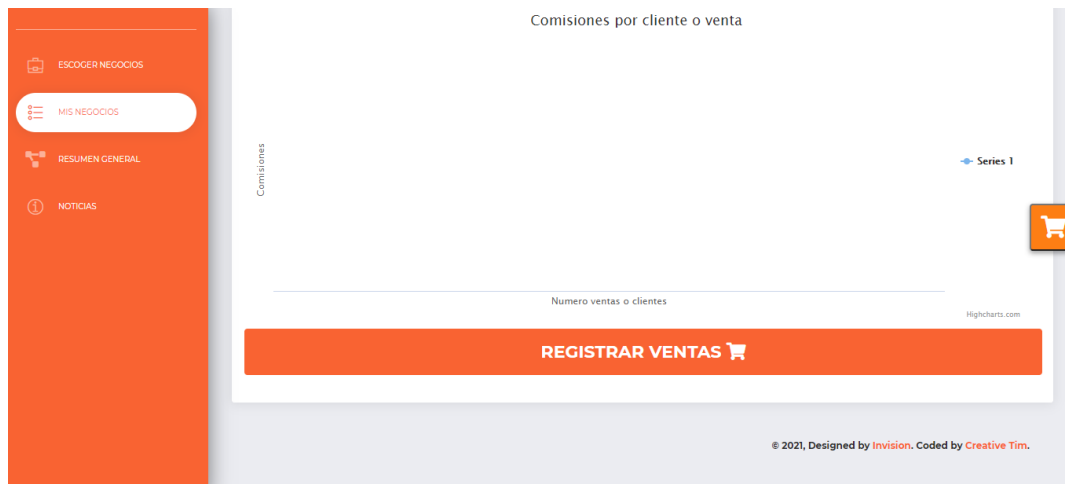 ESCOGER NEGOCIOS
MIS NEGOCIOS
RESUMEN GENERAL
NOTICIAS
Comisiones por cliente o venta
Comisiones
Series 1
Numero ventas o clientes
Highcharts.com
REGISTRAR VENTAS
© 2021, Designed by Invision. Coded by Creative Tim.